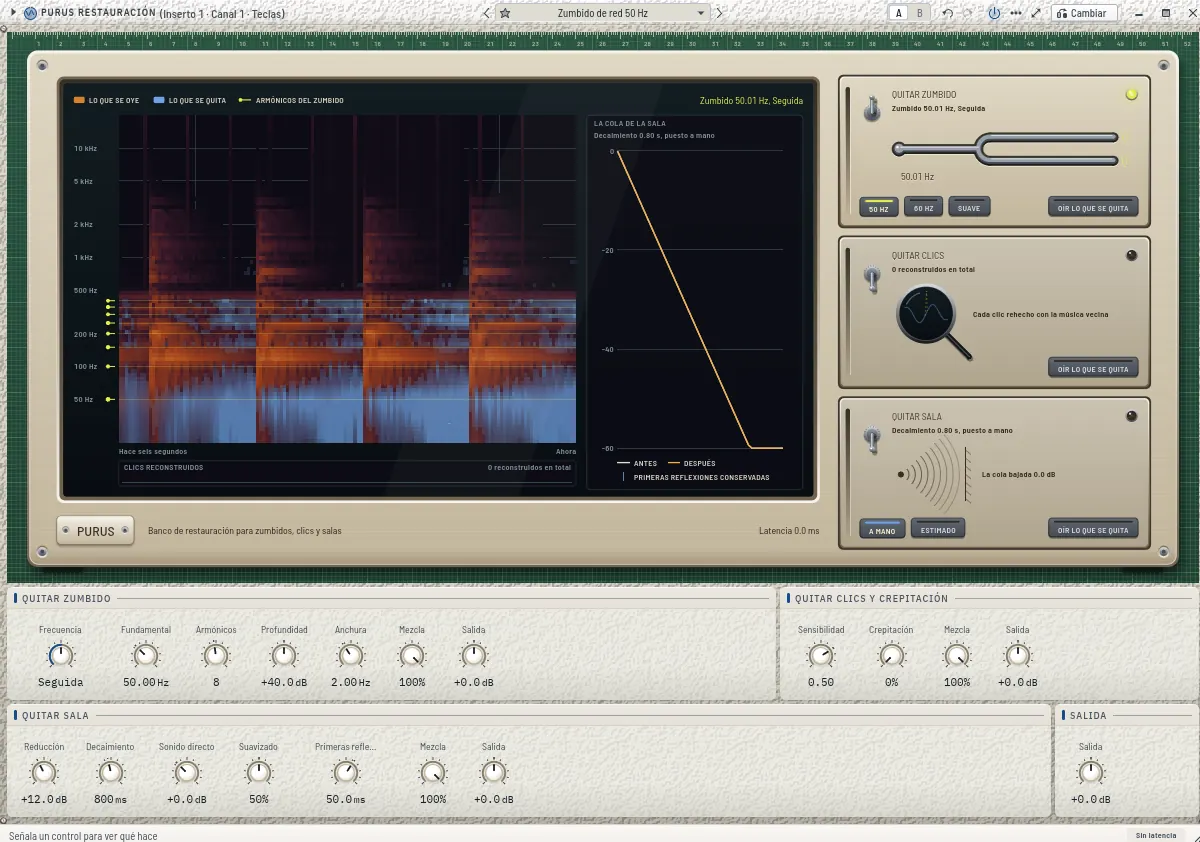 PURUS RESTAURACIÓN (Inserto 1 · Canal 1 · Teclas)
Zumbido de red 50 Hz
A B
Cambiar
1 2 3 4 5 6 7 8 9 10 11 12 13 14 15 16 17 18 19 20 21 22 23 24 25 26 27 28 29 30 31 32 33 34 35 36 37 38 39 40 41 42 43 44 45 46 47 48 49 50 51 52
LO QUE SE OYE
LO QUE SE QUITA
ARMÓNICOS DEL ZUMBIDO
Zumbido 50.01 Hz, Seguida
10 kHz
5 kHz
2 kHz
1 kHz
500 Hz
200 Hz
100 Hz
50 Hz
Hace seis segundos
Ahora
CLICS RECONSTRUIDOS
0 reconstruidos en total
LA COLA DE LA SALA
Decaimiento 0.80 s, puesto a mano
0
-20
-40
-60
ANTES
DESPUÉS
PRIMERAS REFLEXIONES CONSERVADAS
PURUS
Banco de restauración para zumbidos, clics y salas
Latencia 0.0 ms
QUITAR ZUMBIDO
Zumbido 50.01 Hz, Seguida
50.01 Hz
50 HZ
60 HZ
SUAVE
OÍR LO QUE SE QUITA
QUITAR CLICS
0 reconstruidos en total
Cada clic rehecho con la música vecina
OÍR LO QUE SE QUITA
QUITAR SALA
Decaimiento 0.80 s, puesto a mano
La cola bajada 0.0 dB
A MANO
ESTIMADO
OÍR LO QUE SE QUITA
QUITAR ZUMBIDO
Frecuencia Fundamental Armónicos Profundidad Anchura Mezcla Salida
Seguida 50.00 Hz 8 +40.0 dB 2.00 Hz 100% +0.0 dB
QUITAR CLICS Y CREPITACIÓN
Sensibilidad Crepitación Mezcla Salida
0.50 0% 100% +0.0 dB
QUITAR SALA
Reducción Decaimiento Sonido directo Suavizado Primeras refle... Mezcla Salida
+12.0 dB 800 ms +0.0 dB 50% 50.0 ms 100% +0.0 dB
SALIDA
Salida
+0.0 dB
Señala un control para ver qué hace
Sin latencia